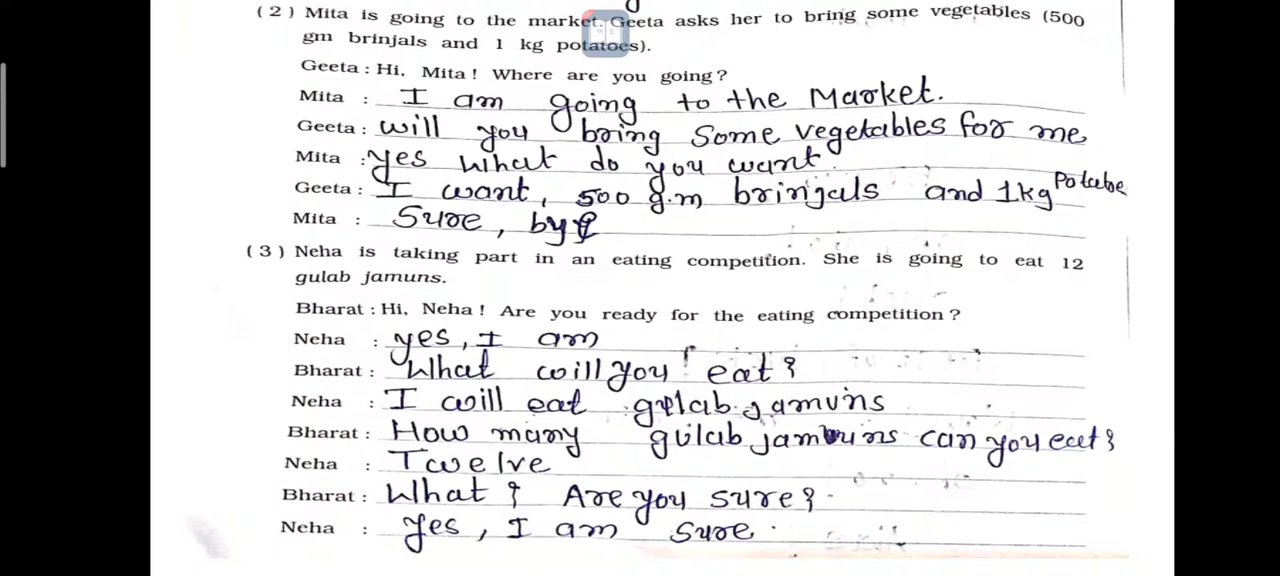 (2) Mita is going to the market. Geeta asks her to bring some vegetables (500
gm brinjals and 1 kg potatoes).
Geeta : Hi, Mita! Where are you going?
Mita : I am going to the Market.
Geeta : will you bring Some vegetables for me
Mita : yes What do you want.
Geeta : I want, 500 g.m brinjals and 1kg
Mita : Sure, bye
(3) Neha is taking part in an eating competition. She is going to eat 12
gulab jamuns.
Bharat : Hi, Neha! Are you ready for the eating competition?
Neha : yes, I am
Bharat : What will you eat?
Neha : I will eat gulab jamuns
Bharat : How many gulab jamuns can you eat?
Neha : Twelve
Bharat : What? Are you sure?
Neha : Yes, I am sure.